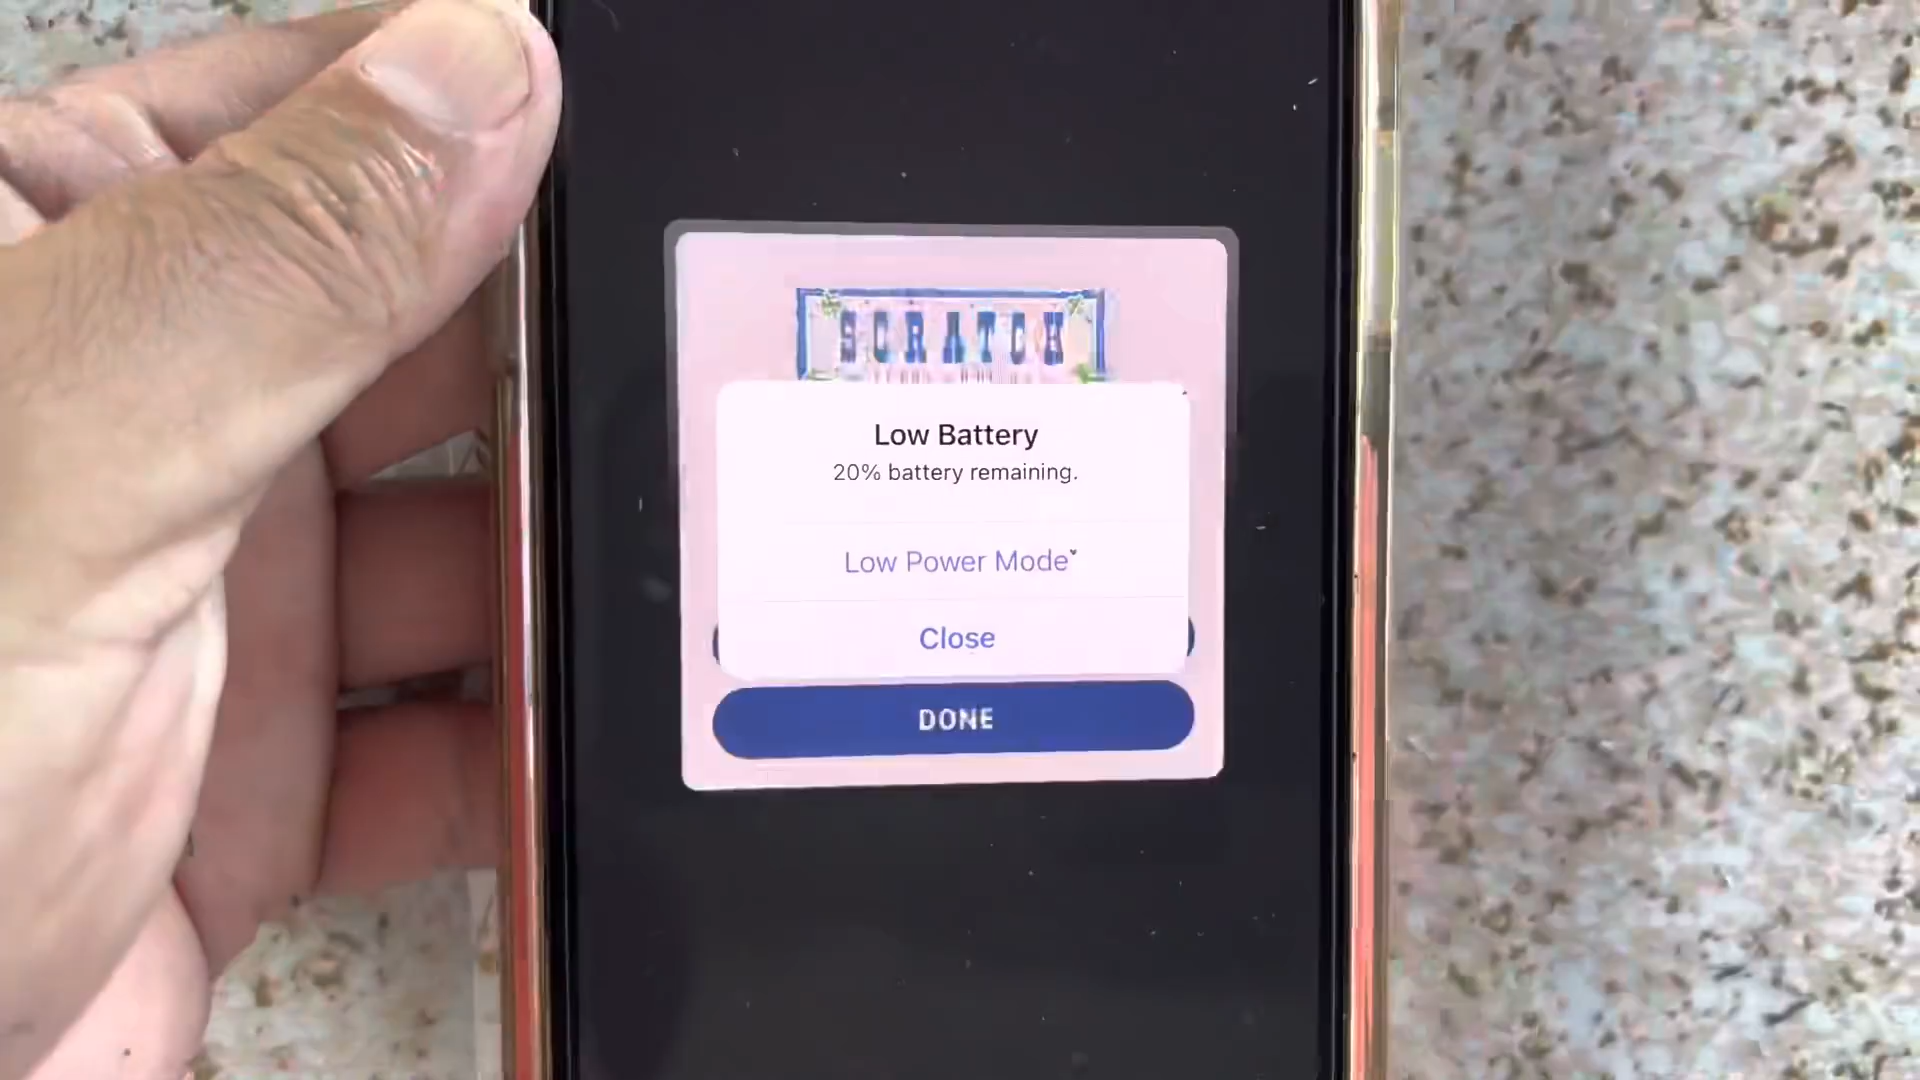 SCRATCH
Low Battery
20% battery remaining.
Low Power Mode
Close
DONE